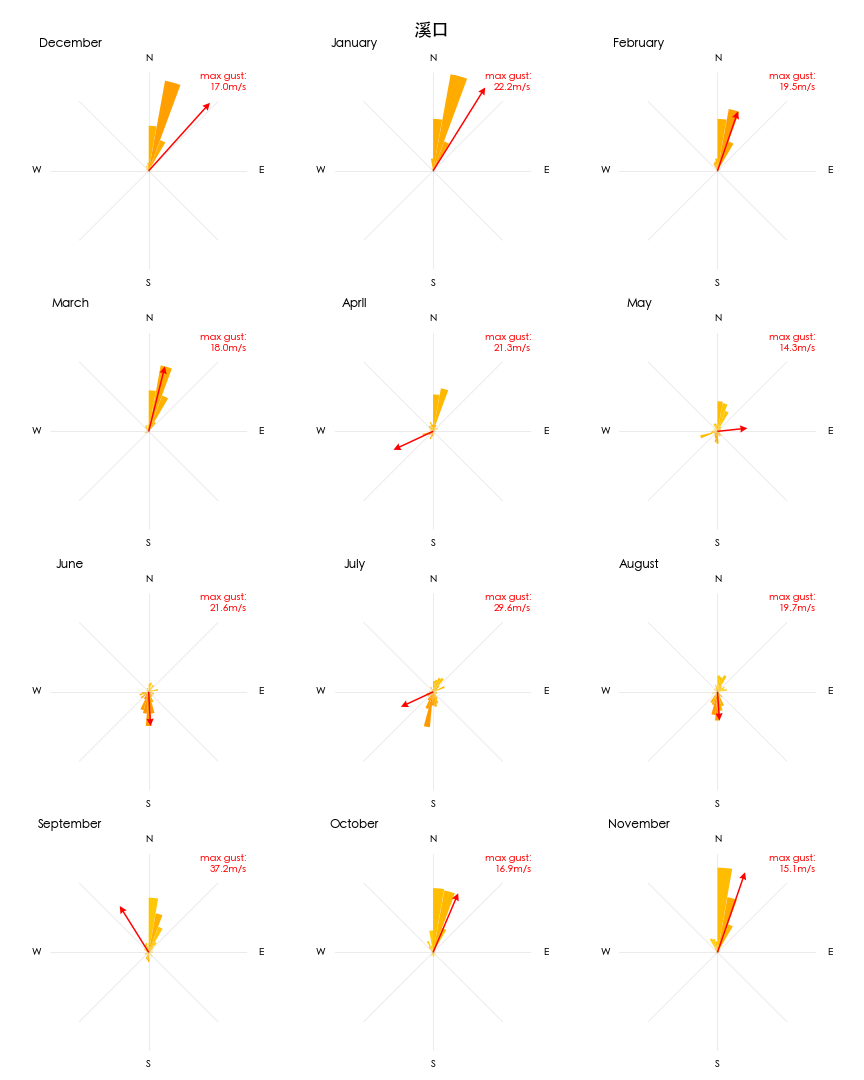 溪口
December
N
max gust:
17.0m/s
W
E
S
January
N
max gust:
22.2m/s
W
E
S
February
N
max gust:
19.5m/s
W
E
S
March
N
max gust:
18.0m/s
W
E
S
April
N
max gust:
21.3m/s
W
E
S
May
N
max gust:
14.3m/s
W
E
S
June
N
max gust:
21.6m/s
W
E
S
July
N
max gust:
29.6m/s
W
E
S
August
N
max gust:
19.7m/s
W
E
S
September
N
max gust:
37.2m/s
W
E
S
October
N
max gust:
16.9m/s
W
E
S
November
N
max gust:
15.1m/s
W
E
S